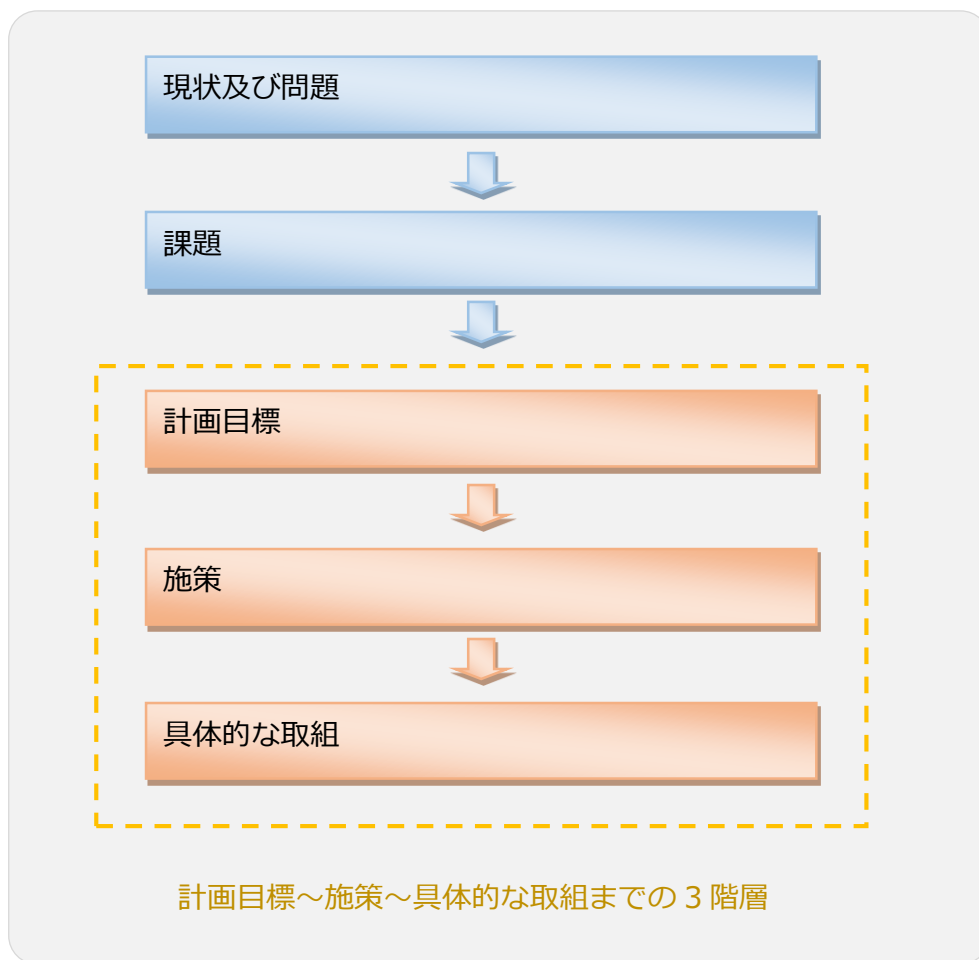 現状及び問題
課題
計画目標
施策
具体的な取組
計画目標～施策～具体的な取組までの３階層